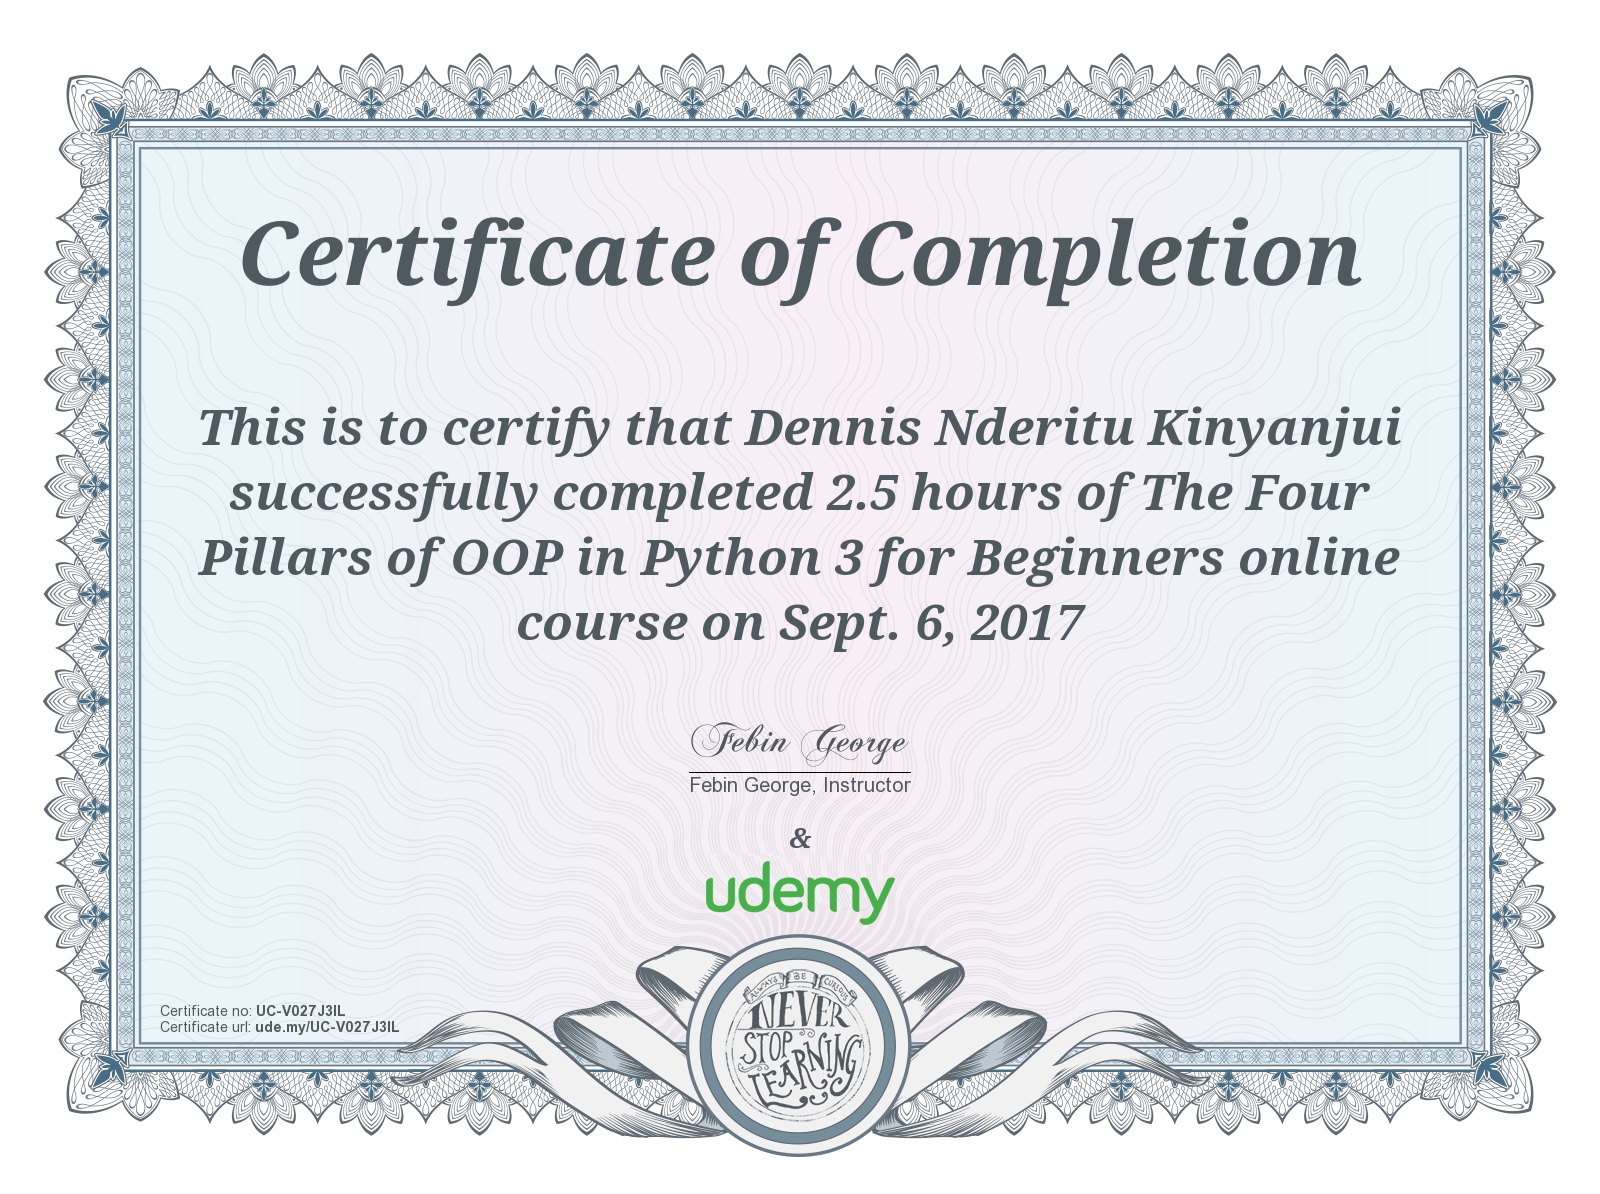 Certificate of Completion
This is to certify that Dennis Nderitu Kinyanjui
successfully completed 2.5 hours of The Four
Pillars of OOP in Python 3 for Beginners online
course on Sept. 6, 2017
Febin George
Febin George, Instructor
&
udemy
Certificate no: UC-V027J3IL
Certificate url: ude.my/UC-V027J3IL
ALWAYS BE CURIOUS
NEVER
STOP
LEARNING